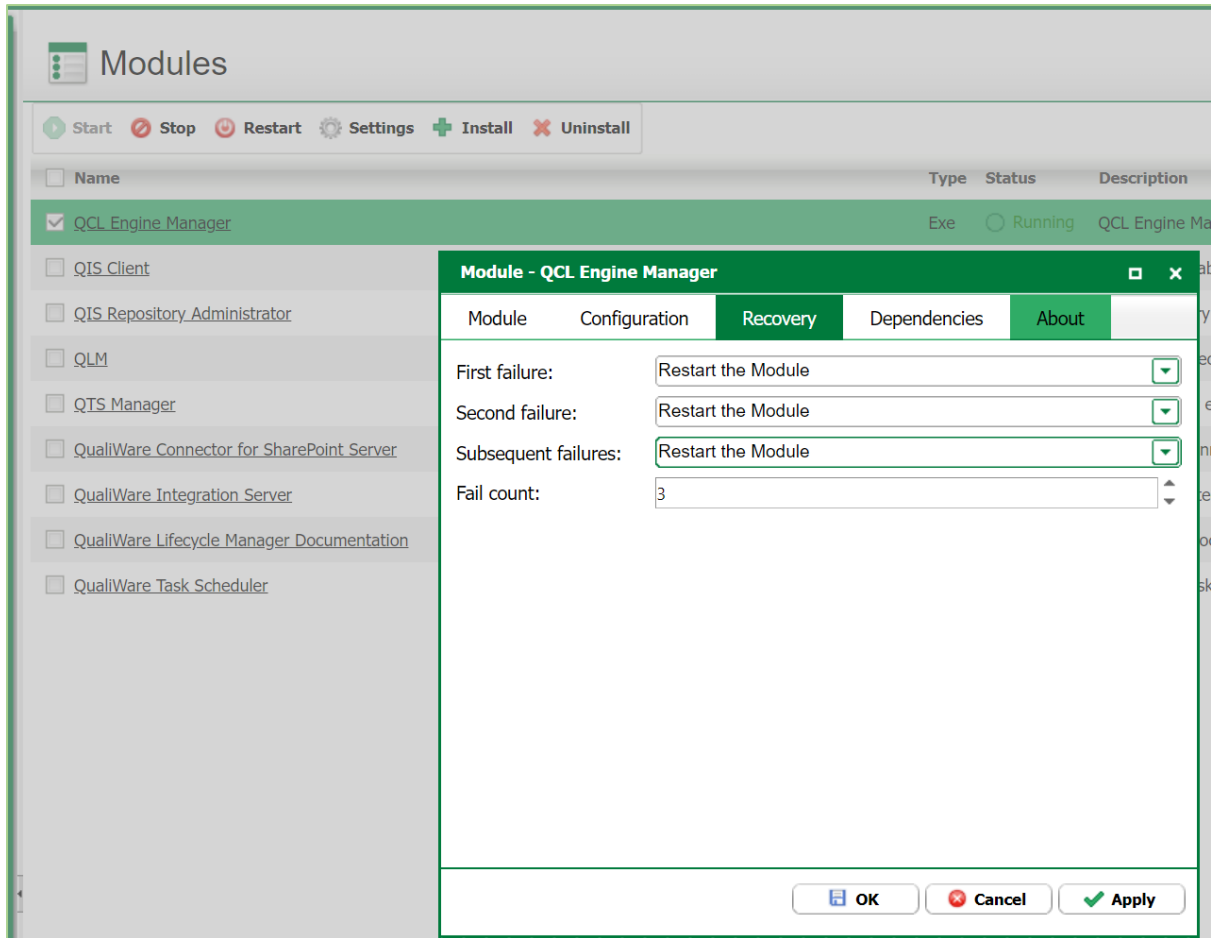 Modules
Start Stop Restart Settings Install Uninstall
Name Type Status Description
QCL Engine Manager Exe Running QCL Engine Ma
QIS Client
QIS Repository Administrator
QLM
QTS Manager
QualiWare Connector for SharePoint Server
QualiWare Integration Server
QualiWare Lifecycle Manager Documentation
QualiWare Task Scheduler
Module - QCL Engine Manager
Module Configuration Recovery Dependencies About
First failure: Restart the Module
Second failure: Restart the Module
Subsequent failures: Restart the Module
Fail count: 3
OK Cancel Apply